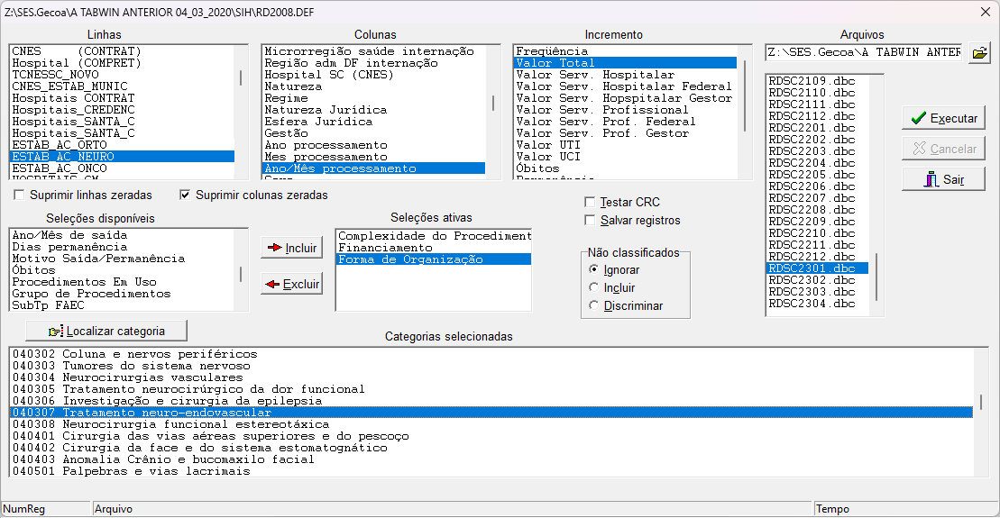 Z:\SES.Gecoa\A TABWIN ANTERIOR 04_03_2020\SIH\RD2008.DEF
Linhas
CNES (CONTRAT)
Hospital (COMPRET)
TCNESSC_NOVO
CNES_ESTAB_MUNIC
Hospitais CONTRAT
Hospitais_CREDENC
Hospitais_SANTA_C
Hospitais_SANTA_C
ESTAB_AC_ORTO
ESTAB_AC_NEURO
ESTAB_AC_ONCO
Colunas
Microrregião saúde internação
Região adm DF internação
Hospital SC (CNES)
Natureza
Regime
Natureza Jurídica
Esfera Jurídica
Gestão
Ano processamento
Mes processamento
Ano/Mês processamento
Incremento
Freqüência
Valor Total
Valor Serv. Hospitalar
Valor Serv. Hospitalar Federal
Valor Serv. Hopspitalar Gestor
Valor Serv. Profissional
Valor Serv. Prof. Federal
Valor Serv. Prof. Gestor
Valor UTI
Valor UCI
Óbitos
Arquivos
Z:\SES.Gecoa\A TABWIN ANTER
RDSC2109.dbc
RDSC2110.dbc
RDSC2111.dbc
RDSC2112.dbc
RDSC2201.dbc
RDSC2202.dbc
RDSC2203.dbc
RDSC2204.dbc
RDSC2205.dbc
RDSC2206.dbc
RDSC2207.dbc
RDSC2208.dbc
RDSC2209.dbc
RDSC2210.dbc
RDSC2211.dbc
RDSC2212.dbc
RDSC2301.dbc
RDSC2302.dbc
RDSC2303.dbc
RDSC2304.dbc
Executar
Cancelar
Sair
Suprimir linhas zeradas
Suprimir colunas zeradas
Seleções disponíveis
Ano/Mês de saída
Dias permanência
Motivo Saída/Permanência
Óbitos
Procedimentos Em Uso
Grupo de Procedimentos
SubTp FAEC
Incluir
Excluir
Seleções ativas
Complexidade do Procediment
Financiamento
Forma de Organização
Testar CRC
Salvar registros
Não classificados
Ignorar
Incluir
Discriminar
Localizar categoria
Categorias selecionadas
040302 Coluna e nervos periféricos
040303 Tumores do sistema nervoso
040304 Neurocirurgias vasculares
040305 Tratamento neurocirúrgico da dor funcional
040306 Investigação e cirurgia da epilepsia
040307 Tratamento neuro-endovascular
040308 Neurocirurgia funcional estereotáxica
040401 Cirurgia das vias aéreas superiores e do pescoço
040402 Cirurgia da face e do sistema estomatognático
040403 Anomalia Crânio e bucomaxilo facial
040501 Palpebras e vias lacrimais
NumReg
Arquivo
Tempo